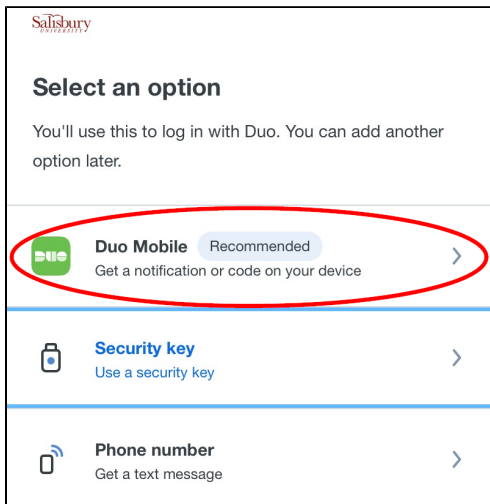 Salisbury
UNIVERSITY
Select an option
You'll use this to log in with Duo. You can add another
option later.
DUO
Duo Mobile Recommended
Get a notification or code on your device
Security key
Use a security key
Phone number
Get a text message